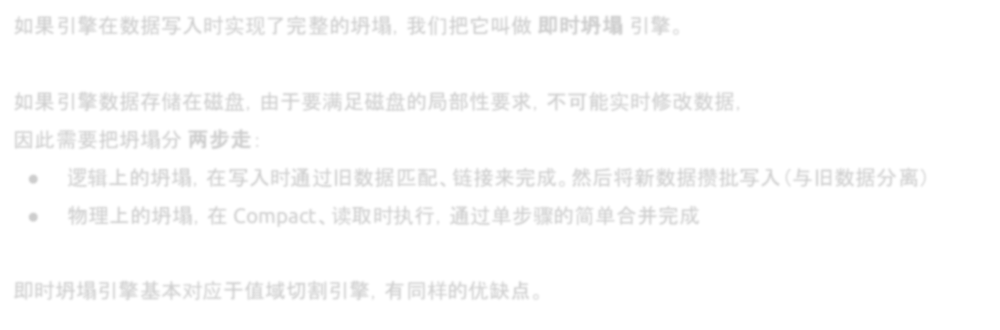 如果引擎在数据写入时实现了完整的坍塌，我们把它叫做 即时坍塌 引擎。
如果引擎数据存储在磁盘，由于要满足磁盘的局部性要求，不可能实时修改数据，
因此需要把坍塌分 两步走：
● 逻辑上的坍塌，在写入时通过旧数据匹配、链接来完成。然后将新数据攒批写入（与旧数据分离）
● 物理上的坍塌，在 Compact、读取时执行，通过单步骤的简单合并完成
即时坍塌引擎基本对应于值域切割引擎，有同样的优缺点。